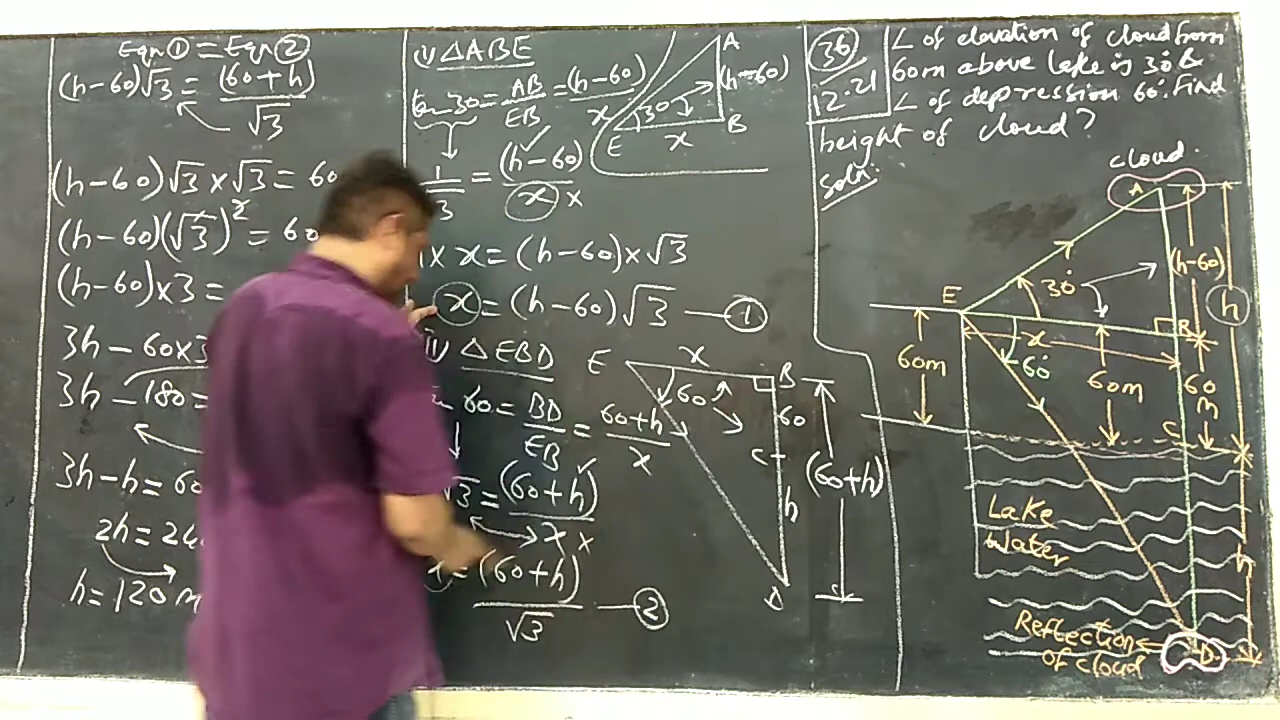 Eqn ① = Eqn ②
(h-60)√3 = (60+h)
√3
(h-60)√3 × √3 = 60
(h-60)(√3)² = 60
(h-60)×3 =
3h - 60×3
3h - 180 =
3h - h = 60
2h = 24
h = 120 m
(i) △ABE
tan 30 = AB/EB = (h-60)/x
1/3 = (h-60)/x
x
1 × x = (h-60)×√3
x = (h-60)√3 — ①
A
(h-60)
30
B
E
x
ii) △EBD
60 = BD/EB = 60+h/x
√3 = (60+h)/x
x
= (60+h)/√3 — ②
E
x
B
60
60
C
(60+h)
h
D
36
12.21
∠ of elevation of cloud from
60m above lake is 30° &
∠ of depression 60°. Find
height of cloud?
Soln:
cloud.
A
(h-60)
30°
h
E
B
x
60m
60°
60m
60
m
C
Lake
Water
h
Reflection
of cloud
D